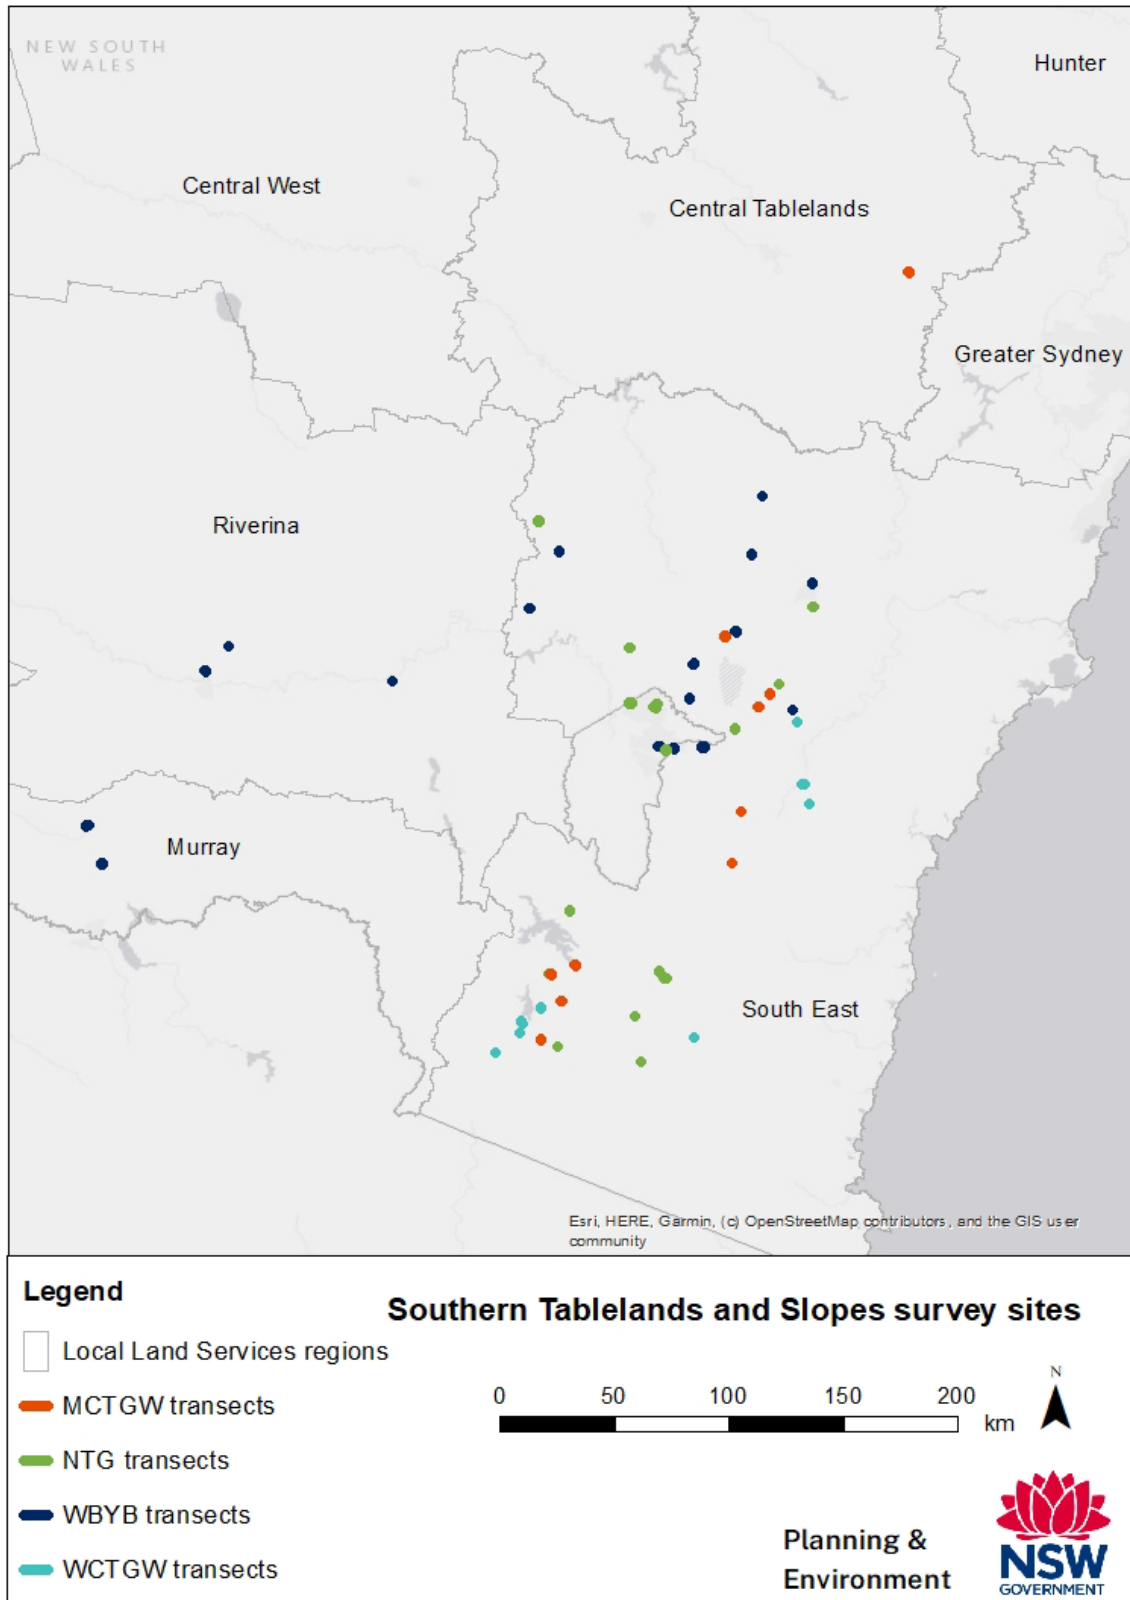 NEW SOUTH
WALES
Hunter
Central West
Central Tablelands
Greater Sydney
Riverina
Murray
South East
Esri, HERE, Garmin, (c) OpenStreetMap contributors, and the GIS user
community
Legend
Southern Tablelands and Slopes survey sites
Local Land Services regions
MCTGW transects
NTG transects
WBYB transects
WCTGW transects
0 50 100 150 200
km
N
Planning &
Environment
NSW
GOVERNMENT